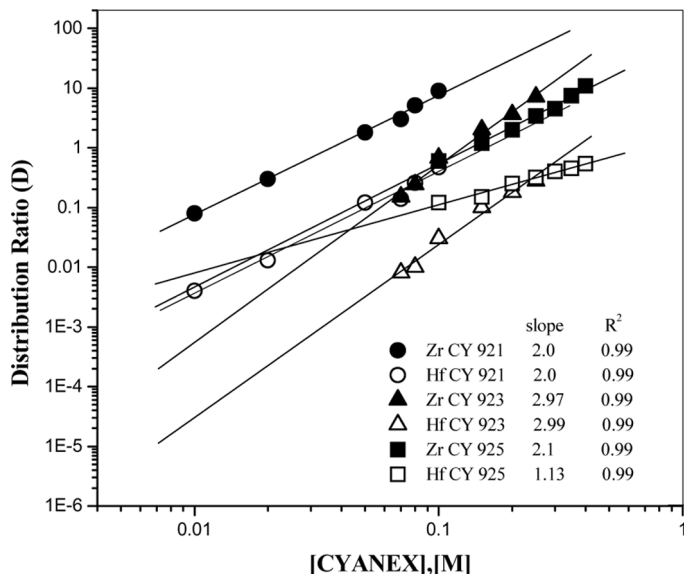 100
10
1
0.1
0.01
1E-3
1E-4
1E-5
1E-6
Distribution Ratio (D)
slope R²
Zr CY 921 2.0 0.99
Hf CY 921 2.0 0.99
Zr CY 923 2.97 0.99
Hf CY 923 2.99 0.99
Zr CY 925 2.1 0.99
Hf CY 925 1.13 0.99
0.01 0.1 1
[CYANEX],[M]